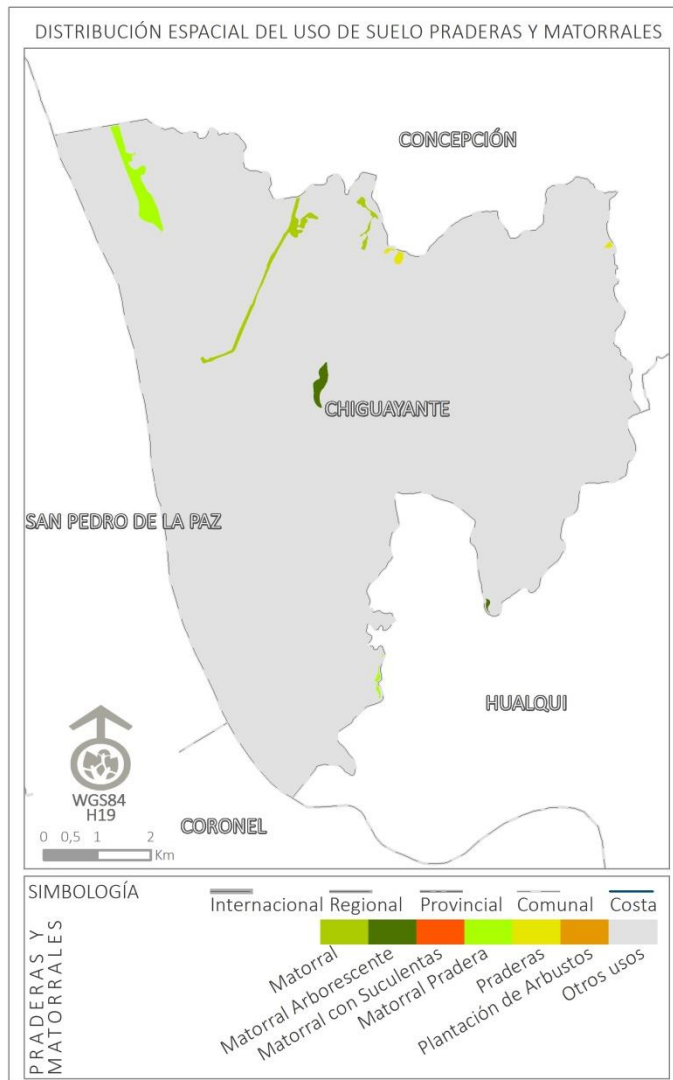 DISTRIBUCIÓN ESPACIAL DEL USO DE SUELO PRADERAS Y MATORRALES
CONCEPCIÓN
CHIGUAYANTE
SAN PEDRO DE LA PAZ
HUALQUI
WGS84
H19
CORONEL
0 0,5 1 2
Km
SIMBOLOGÍA
Internacional Regional Provincial Comunal Costa
PRADERAS Y
MATORRALES
Matorral
Matorral Arborescente
Matorral con Suculentas
Matorral Pradera
Praderas
Plantación de Arbustos
Otros usos